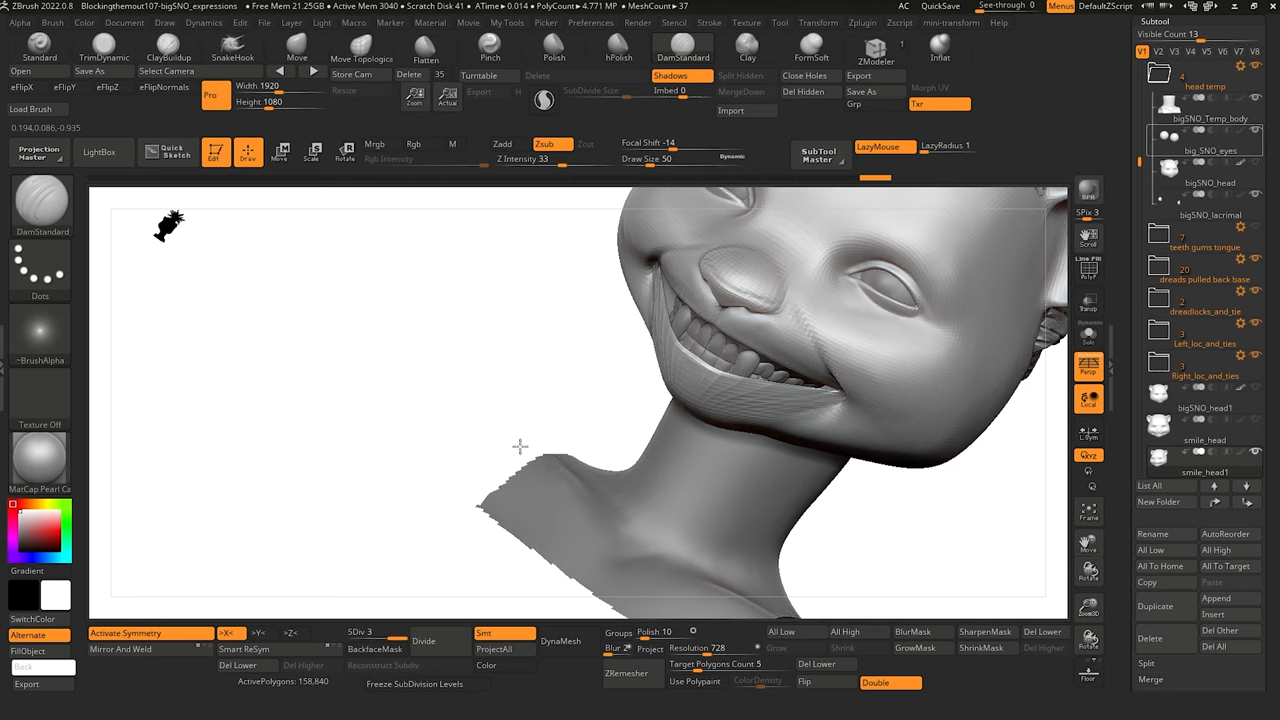 ZBrush 2022.0.8 Blockingthemout107-bigSNO_expressions • Free Mem 21.25GB • Active Mem 3040 • Scratch Disk 41 • ATime►0.014 • PolyCount►4.771 MP • MeshCount►37 AC QuickSave See-through 0 Menus DefaultZScript
Alpha Brush Color Document Draw Dynamics Edit File Layer Light Macro Marker Material Movie My Tools Picker Preferences Render Stencil Stroke Texture Tool Transform Zplugin Zscript mini-transform Help
Standard TrimDynamic ClayBuildup SnakeHook Move Move Topologica Flatten Pinch Polish hPolish DamStandard Clay FormSoft ZModeler 1 Inflat
Open Save As Select Camera Store Cam Delete 35 Turntable Delete Shadows Split Hidden Close Holes Export Morph UV
eFlipX eFlipY eFlipZ eFlipNormals Pro Width 1920 Height 1080 Resize Zoom Actual Export H SubDivide Size Imbed 0 MergeDown Del Hidden Save As Grp Txr
Load Brush Import
0.194,0.086,-0.935
Projection Master LightBox Quick Sketch Edit Draw Move Scale Rotate Mrgb Rgb M Rgb Intensity Zadd Zsub Zcut Z Intensity 33 Focal Shift -14 Draw Size 50 Dynamic SubTool Master LazyMouse LazyRadius 1
DamStandard
Dots
~BrushAlpha
Texture Off
MatCap Pearl Ca
Gradient
SwitchColor
Alternate
FillObject
Back
Export
BPR
SPix 3
Scroll
Line Fill
PolyF
Transp
Dynamic
Solo
Persp
Local
L.Sym
XYZ
Frame
Move
Rotate
Zoom3D
Rotate
Floor
Subtool
Visible Count 13
V1 V2 V3 V4 V5 V6 V7 V8
4
head temp
bigSNO_Temp_body
big_SNO_eyes
bigSNO_head
bigSNO_lacrimal
7
teeth gums tongue
20
dreads pulled back base
2
dreadlocks_and_tie
3
Left_loc_and_ties
3
Right_loc_and_ties
bigSNO_head1
smile_head
smile_head1
List All
New Folder
Rename AutoReorder
All Low All High
All To Home All To Target
Copy Paste
Duplicate Append
Insert
Delete Del Other
Del All
Split
Merge
Activate Symmetry >X< >Y< >Z< SDiv 3 Divide Smt DynaMesh Groups Polish 10 All Low All High BlurMask SharpenMask Del Lower
Mirror And Weld Smart ReSym BackfaceMask ProjectAll Blur 2 Project Resolution 728 Grow Shrink GrowMask ShrinkMask Del Higher
Del Lower Del Higher Reconstruct Subdiv Color ZRemesher Target Polygons Count 5 Del Lower
ActivePolygons: 158,840 Freeze SubDivision Levels Use Polypaint ColorDensity Flip Double